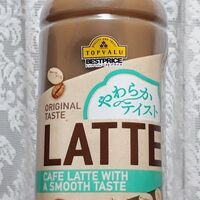 TOPVALU
BESTPRICE
ORIGINAL
TASTE
やわらか
テイスト
LATTE
CAFE LATTE WITH
A SMOOTH TASTE